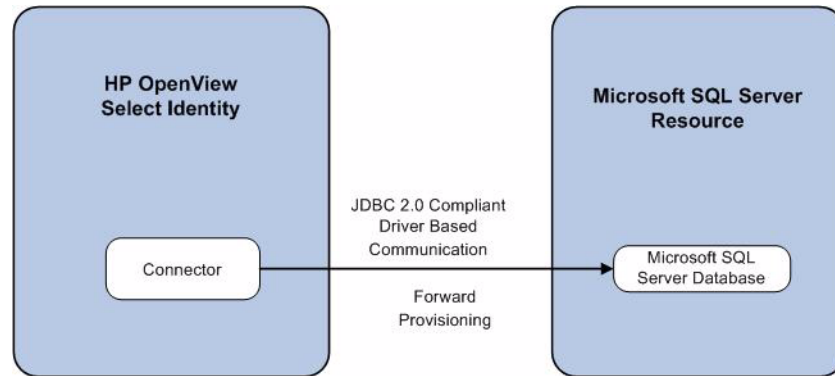 HP OpenView
Select Identity
Microsoft SQL Server
Resource
JDBC 2.0 Compliant
Driver Based
Communication
Connector
Microsoft SQL
Server Database
Forward
Provisioning